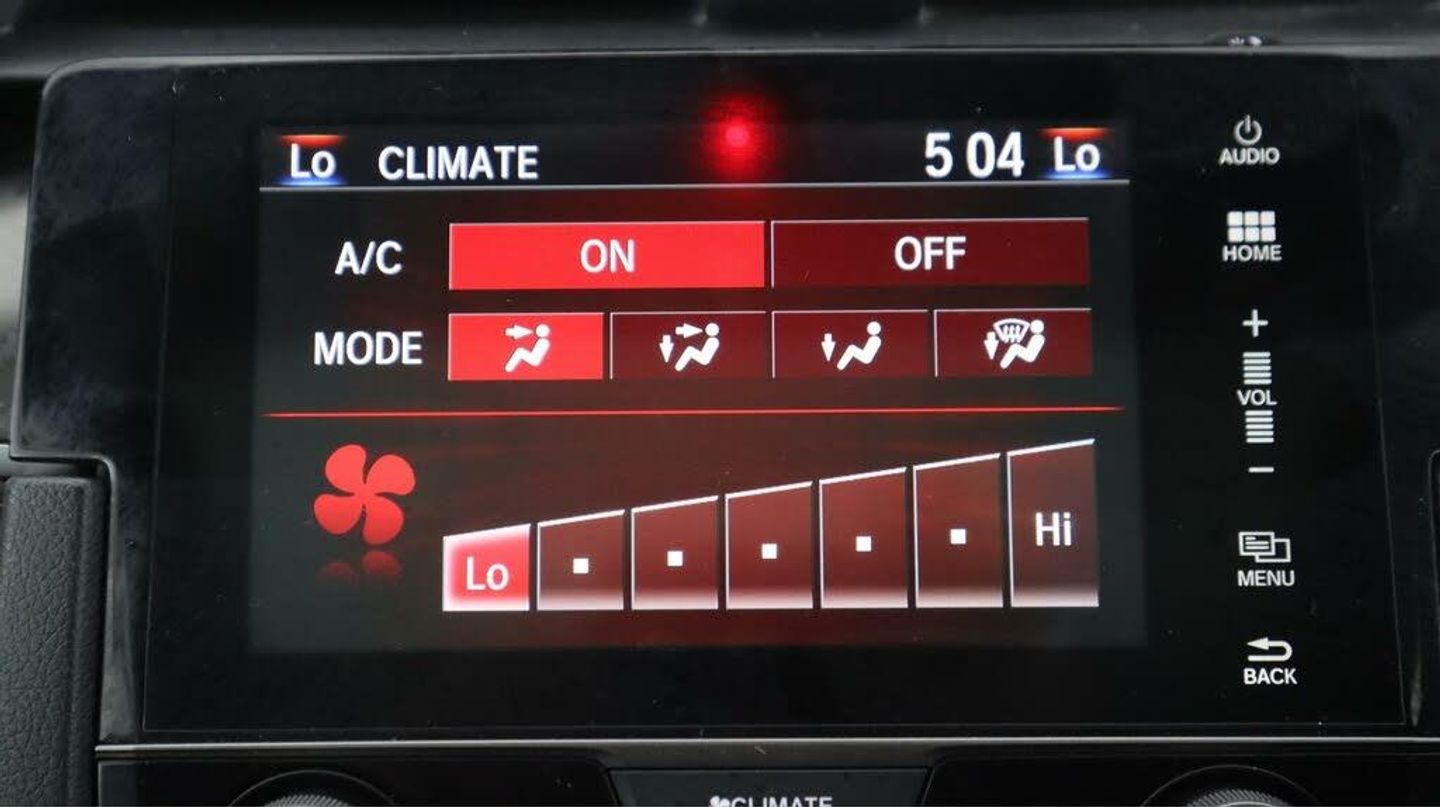 Lo CLIMATE 5 04 Lo
A/C ON OFF
MODE
Lo Hi
AUDIO
HOME
+
VOL
−
MENU
BACK
CLIMATE